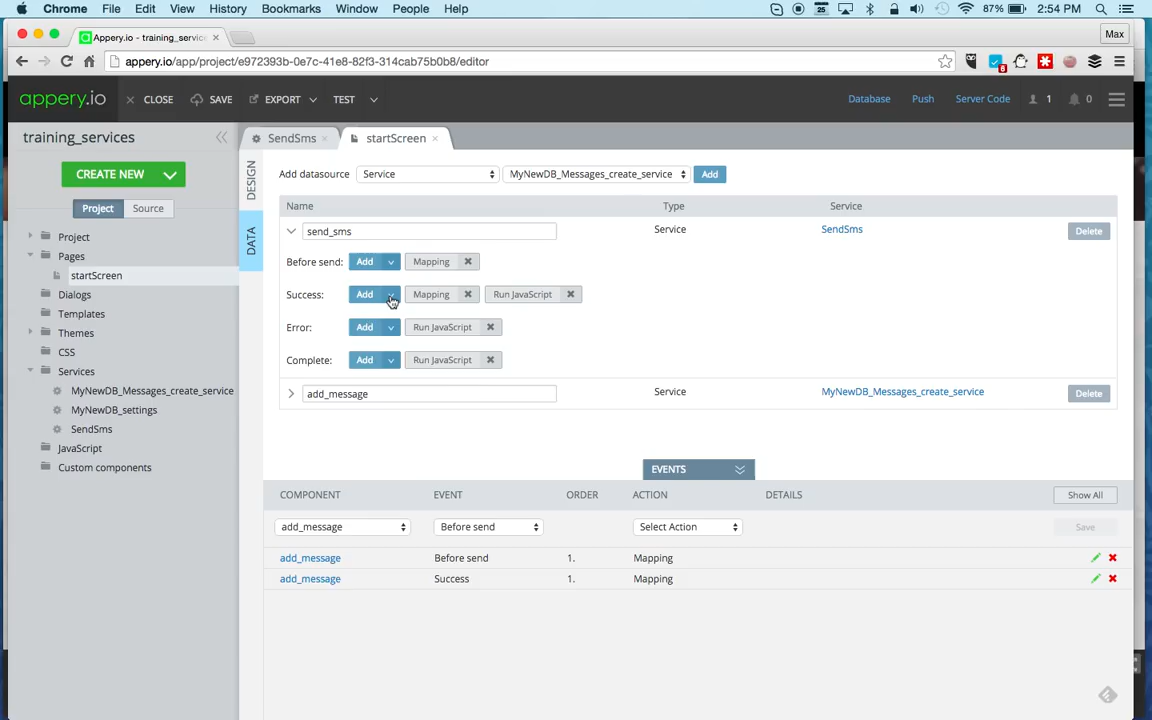 Chrome File Edit View History Bookmarks Window People Help 25 87% 2:54 PM
Appery.io - training_service × Max
appery.io/app/project/e972393b-0e7c-41e8-82f3-314cab75b0b8/editor 6
appery.io CLOSE SAVE EXPORT TEST Database Push Server Code 1 0
training_services SendSms × startScreen ×
CREATE NEW
Project Source
Project
Pages
startScreen
Dialogs
Templates
Themes
CSS
Services
MyNewDB_Messages_create_service
MyNewDB_settings
SendSms
JavaScript
Custom components
DESIGN
DATA
Add datasource Service MyNewDB_Messages_create_service Add
Name Type Service
send_sms Service SendSms Delete
Before send: Add Mapping
Success: Add Mapping Run JavaScript
Error: Add Run JavaScript
Complete: Add Run JavaScript
add_message Service MyNewDB_Messages_create_service Delete
EVENTS
COMPONENT EVENT ORDER ACTION DETAILS Show All
add_message Before send Select Action Save
add_message Before send 1. Mapping
add_message Success 1. Mapping